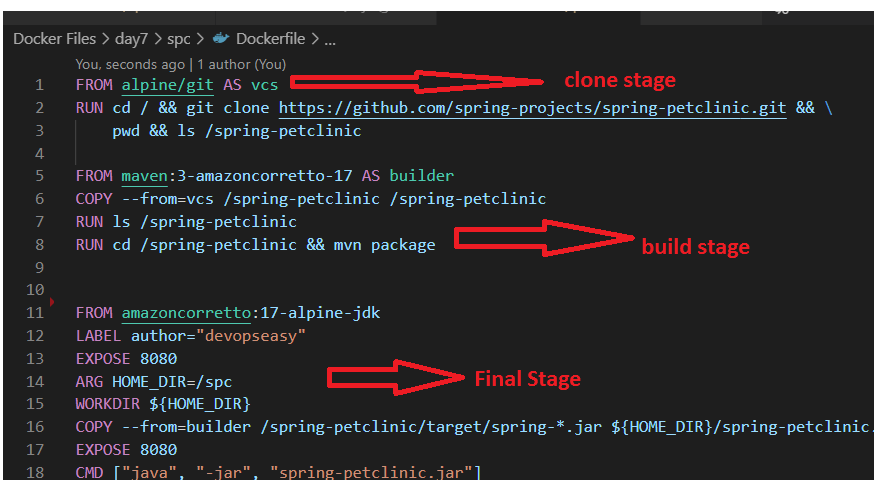 Docker Files > day7 > spc > Dockerfile > ...
You, seconds ago | 1 author (You)
1 FROM alpine/git AS vcs clone stage
2 RUN cd / && git clone https://github.com/spring-projects/spring-petclinic.git && \
3 pwd && ls /spring-petclinic
4
5 FROM maven:3-amazoncorretto-17 AS builder
6 COPY --from=vcs /spring-petclinic /spring-petclinic
7 RUN ls /spring-petclinic
8 RUN cd /spring-petclinic && mvn package build stage
9
10
11 FROM amazoncorretto:17-alpine-jdk
12 LABEL author="devopseasy"
13 EXPOSE 8080
14 ARG HOME_DIR=/spc Final Stage
15 WORKDIR ${HOME_DIR}
16 COPY --from=builder /spring-petclinic/target/spring-*.jar ${HOME_DIR}/spring-petclinic.
17 EXPOSE 8080
18 CMD ["java", "-jar", "spring-petclinic.jar"]